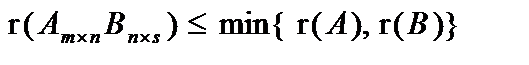 r(A_{m×n}B_{n×s}) ≤ min{ r(A), r(B)}